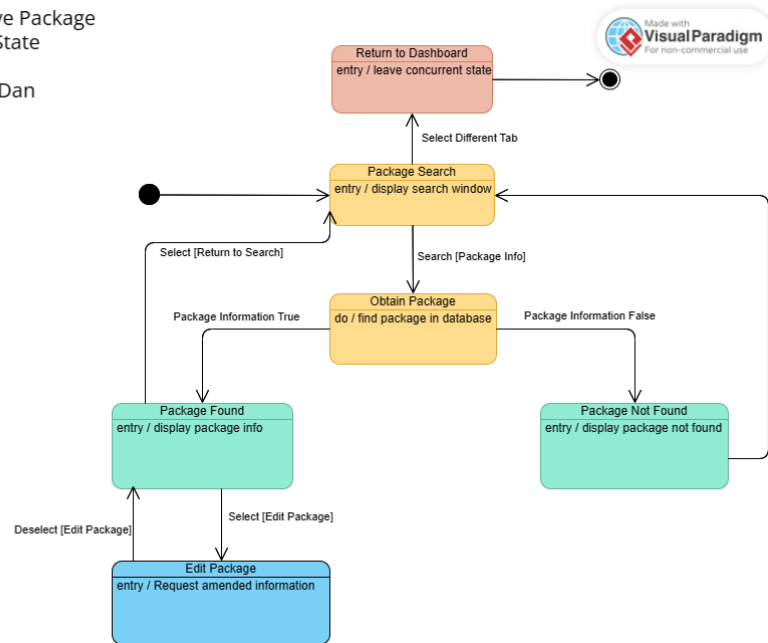 ve Package
State
Dan
Made with
Visual Paradigm
For non-commercial use
Return to Dashboard
entry / leave concurrent state
Select Different Tab
Package Search
entry / display search window
Select [Return to Search]
Search [Package Info]
Obtain Package
do / find package in database
Package Information True
Package Information False
Package Found
entry / display package info
Package Not Found
entry / display package not found
Deselect [Edit Package]
Select [Edit Package]
Edit Package
entry / Request amended information